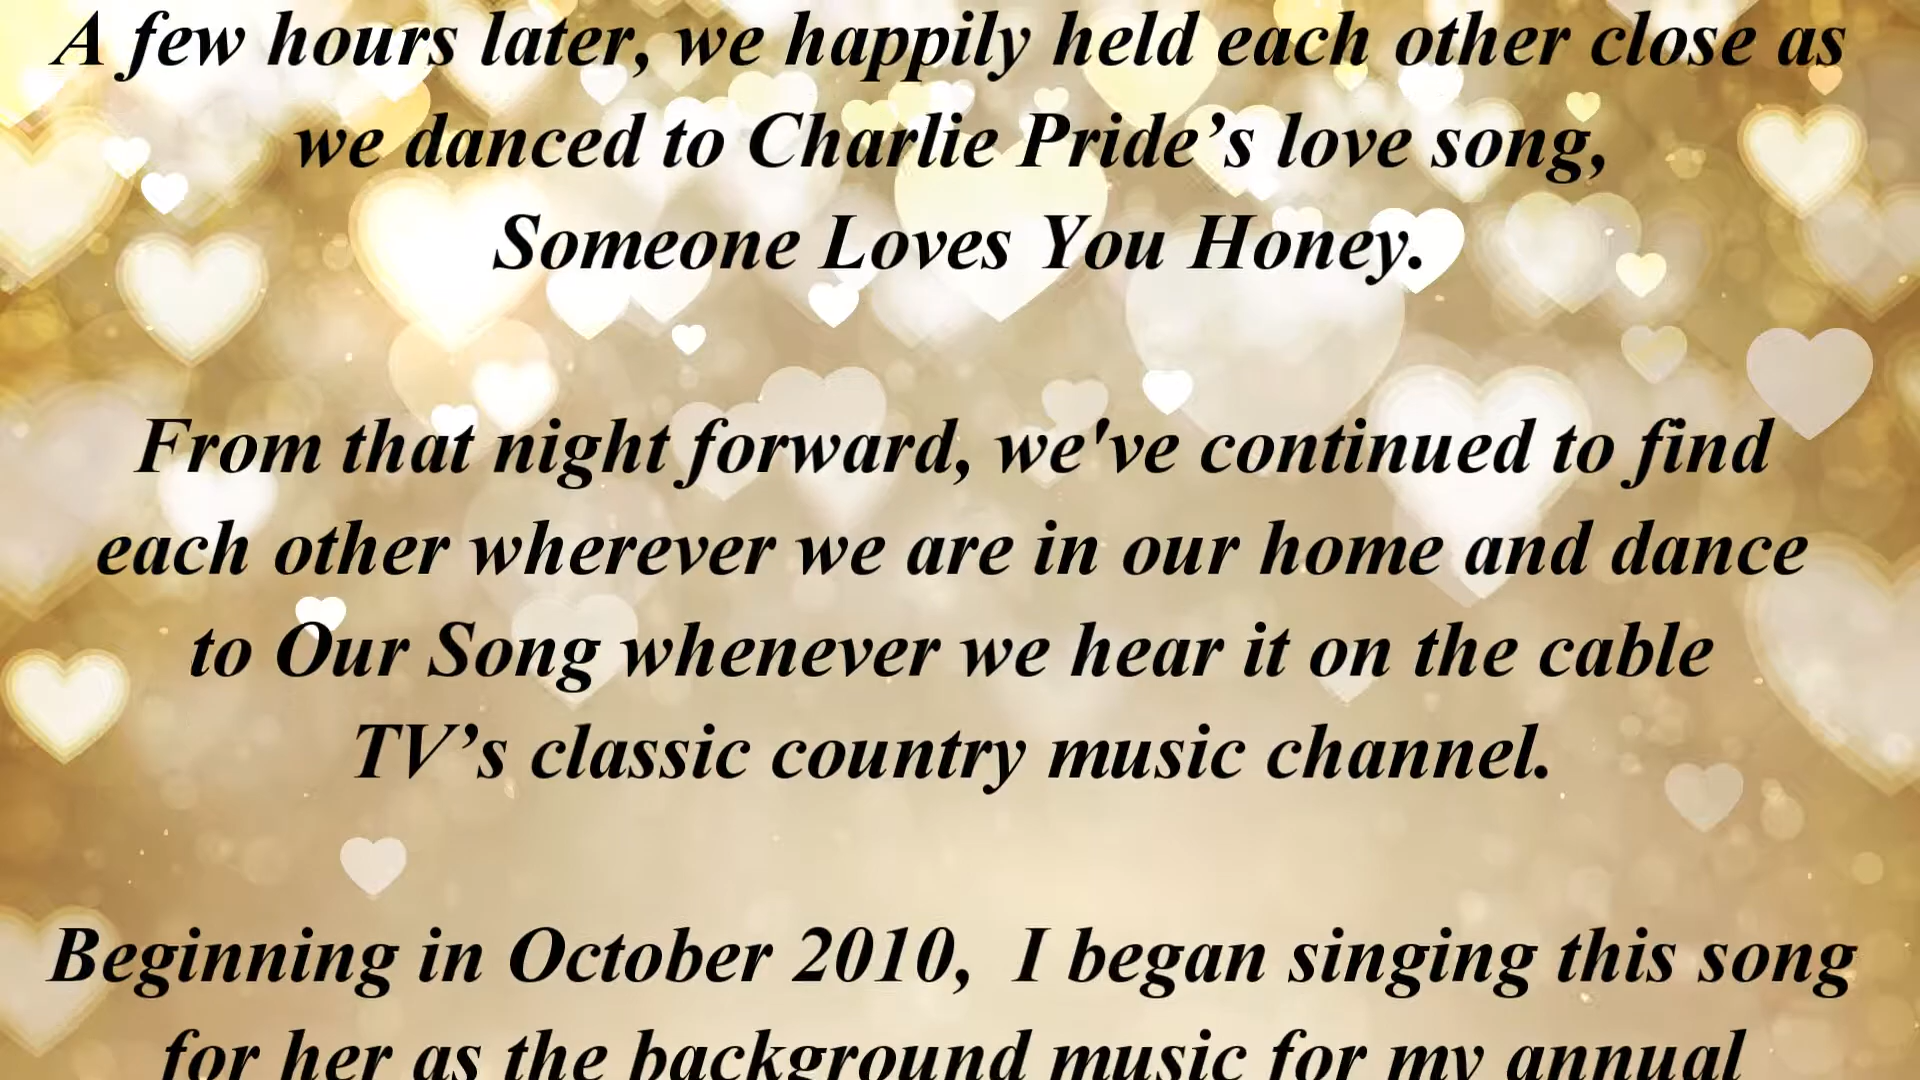 A few hours later, we happily held each other close as
we danced to Charlie Pride’s love song,
Someone Loves You Honey.
From that night forward, we've continued to find
each other wherever we are in our home and dance
to Our Song whenever we hear it on the cable
TV’s classic country music channel.
Beginning in October 2010,  I began singing this song
for her as the background music for my annual